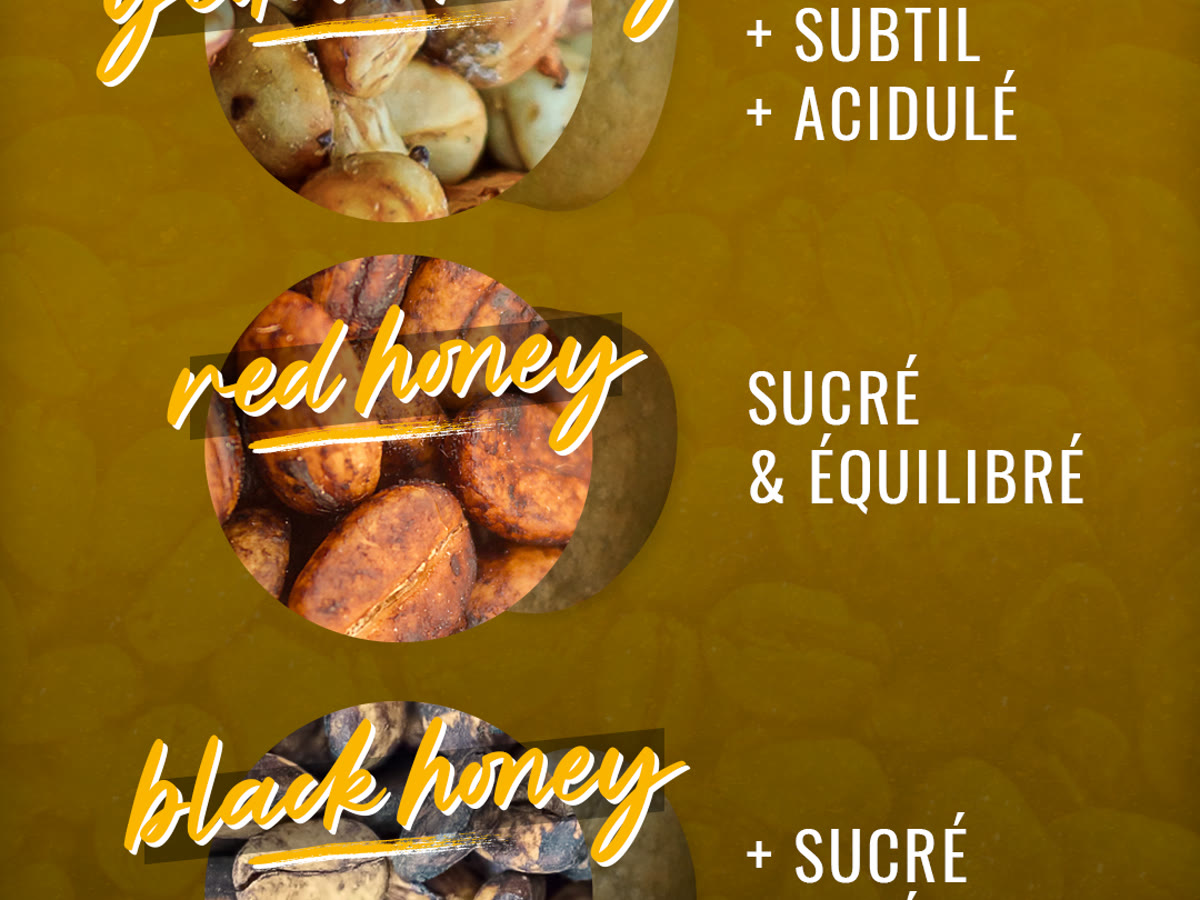 + SUBTIL
+ ACIDULÉ
red honey
SUCRÉ
& ÉQUILIBRÉ
black honey
+ SUCRÉ